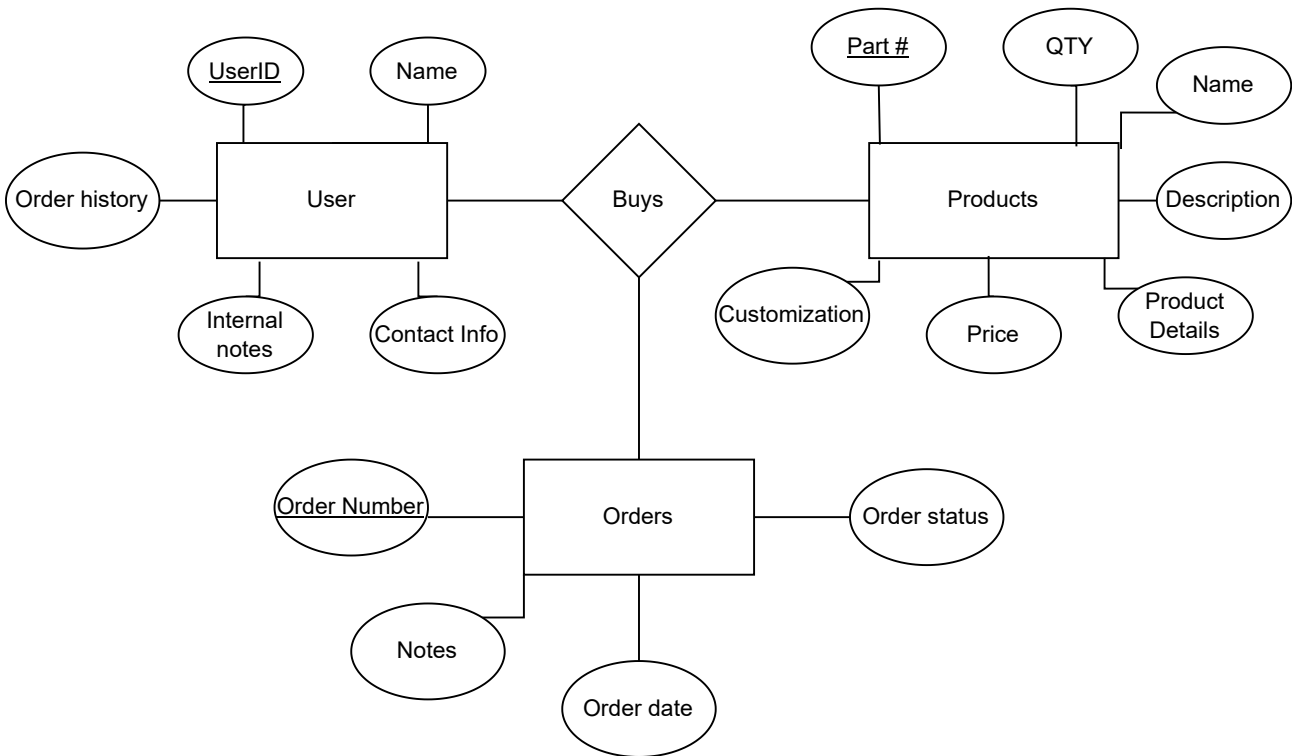 Part #
QTY
UserID
Name
Name
Order history
User
Buys
Products
Description
Customization
Internal
notes
Contact Info
Price
Product
Details
Order Number
Orders
Order status
Notes
Order date